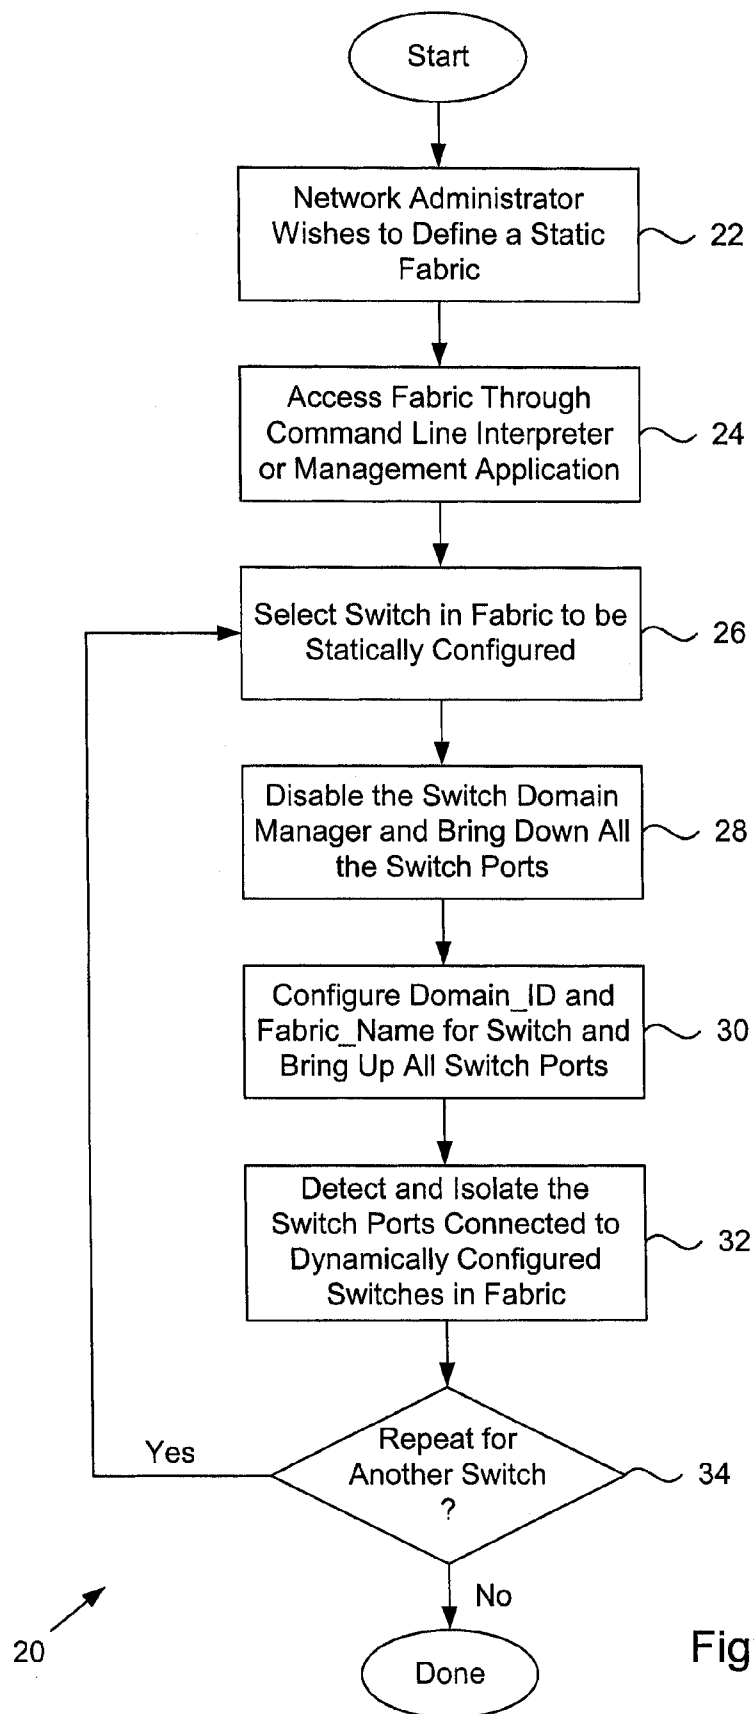 Start
Network Administrator
Wishes to Define a Static
Fabric
22
Access Fabric Through
Command Line Interpreter
or Management Application
24
Select Switch in Fabric to be
Statically Configured
26
Disable the Switch Domain
Manager and Bring Down All
the Switch Ports
28
Configure Domain_ID and
Fabric_Name for Switch and
Bring Up All Switch Ports
30
Detect and Isolate the
Switch Ports Connected to
Dynamically Configured
Switches in Fabric
32
Yes
Repeat for
Another Switch
?
34
No
20
Done
Fig